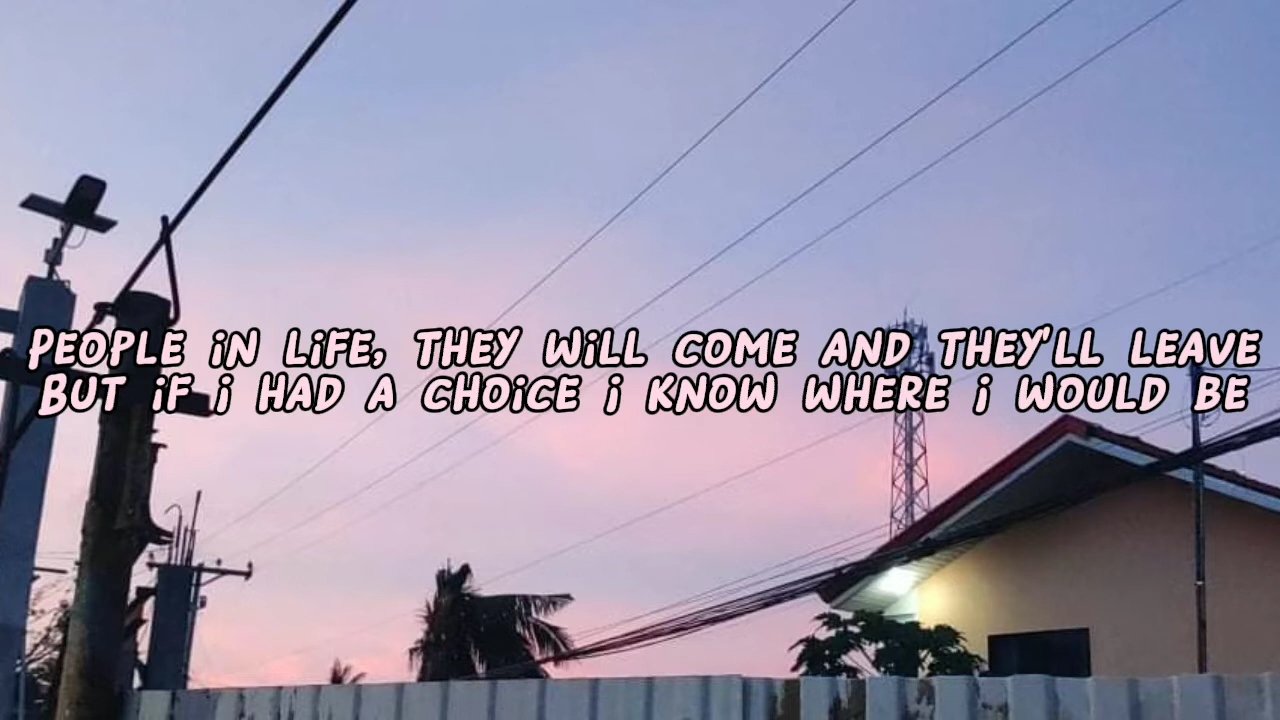 PEOPLE iN LiFE, THEY WiLL COME AND THEY'LL LEAVE
BUT iF i HAD A CHOiCE i KNOW WHERE i WOULD BE